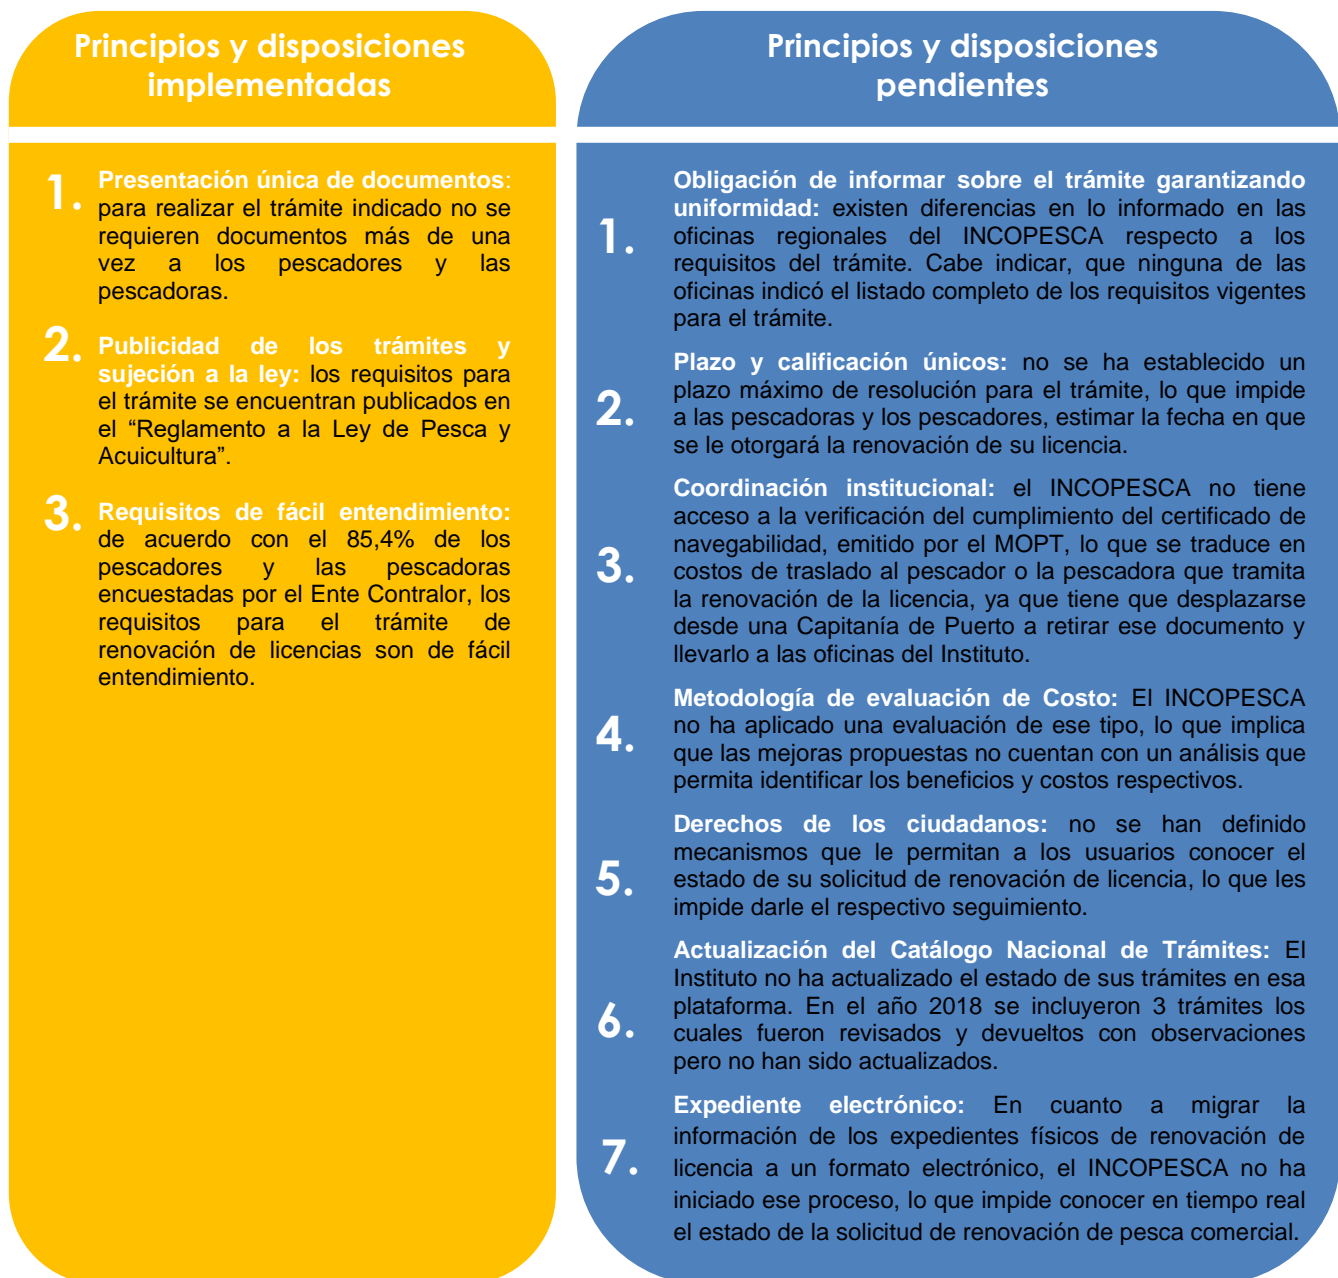 Principios y disposiciones
implementadas
1. Presentación única de documentos:
para realizar el trámite indicado no se
requieren documentos más de una
vez a los pescadores y las
pescadoras.
2. Publicidad de los trámites y
sujeción a la ley: los requisitos para
el trámite se encuentran publicados en
el “Reglamento a la Ley de Pesca y
Acuicultura”.
3. Requisitos de fácil entendimiento:
de acuerdo con el 85,4% de los
pescadores y las pescadoras
encuestadas por el Ente Contralor, los
requisitos para el trámite de
renovación de licencias son de fácil
entendimiento.
Principios y disposiciones
pendientes
1.
Obligación de informar sobre el trámite garantizando
uniformidad: existen diferencias en lo informado en las
oficinas regionales del INCOPESCA respecto a los
requisitos del trámite. Cabe indicar, que ninguna de las
oficinas indicó el listado completo de los requisitos vigentes
para el trámite.
2.
Plazo y calificación únicos: no se ha establecido un
plazo máximo de resolución para el trámite, lo que impide
a las pescadoras y los pescadores, estimar la fecha en que
se le otorgará la renovación de su licencia.
3.
Coordinación institucional: el INCOPESCA no tiene
acceso a la verificación del cumplimiento del certificado de
navegabilidad, emitido por el MOPT, lo que se traduce en
costos de traslado al pescador o la pescadora que tramita
la renovación de la licencia, ya que tiene que desplazarse
desde una Capitanía de Puerto a retirar ese documento y
llevarlo a las oficinas del Instituto.
4.
Metodología de evaluación de Costo: El INCOPESCA
no ha aplicado una evaluación de ese tipo, lo que implica
que las mejoras propuestas no cuentan con un análisis que
permita identificar los beneficios y costos respectivos.
5.
Derechos de los ciudadanos: no se han definido
mecanismos que le permitan a los usuarios conocer el
estado de su solicitud de renovación de licencia, lo que les
impide darle el respectivo seguimiento.
6.
Actualización del Catálogo Nacional de Trámites: El
Instituto no ha actualizado el estado de sus trámites en esa
plataforma. En el año 2018 se incluyeron 3 trámites los
cuales fueron revisados y devueltos con observaciones
pero no han sido actualizados.
7.
Expediente electrónico: En cuanto a migrar la
información de los expedientes físicos de renovación de
licencia a un formato electrónico, el INCOPESCA no ha
iniciado ese proceso, lo que impide conocer en tiempo real
el estado de la solicitud de renovación de pesca comercial.